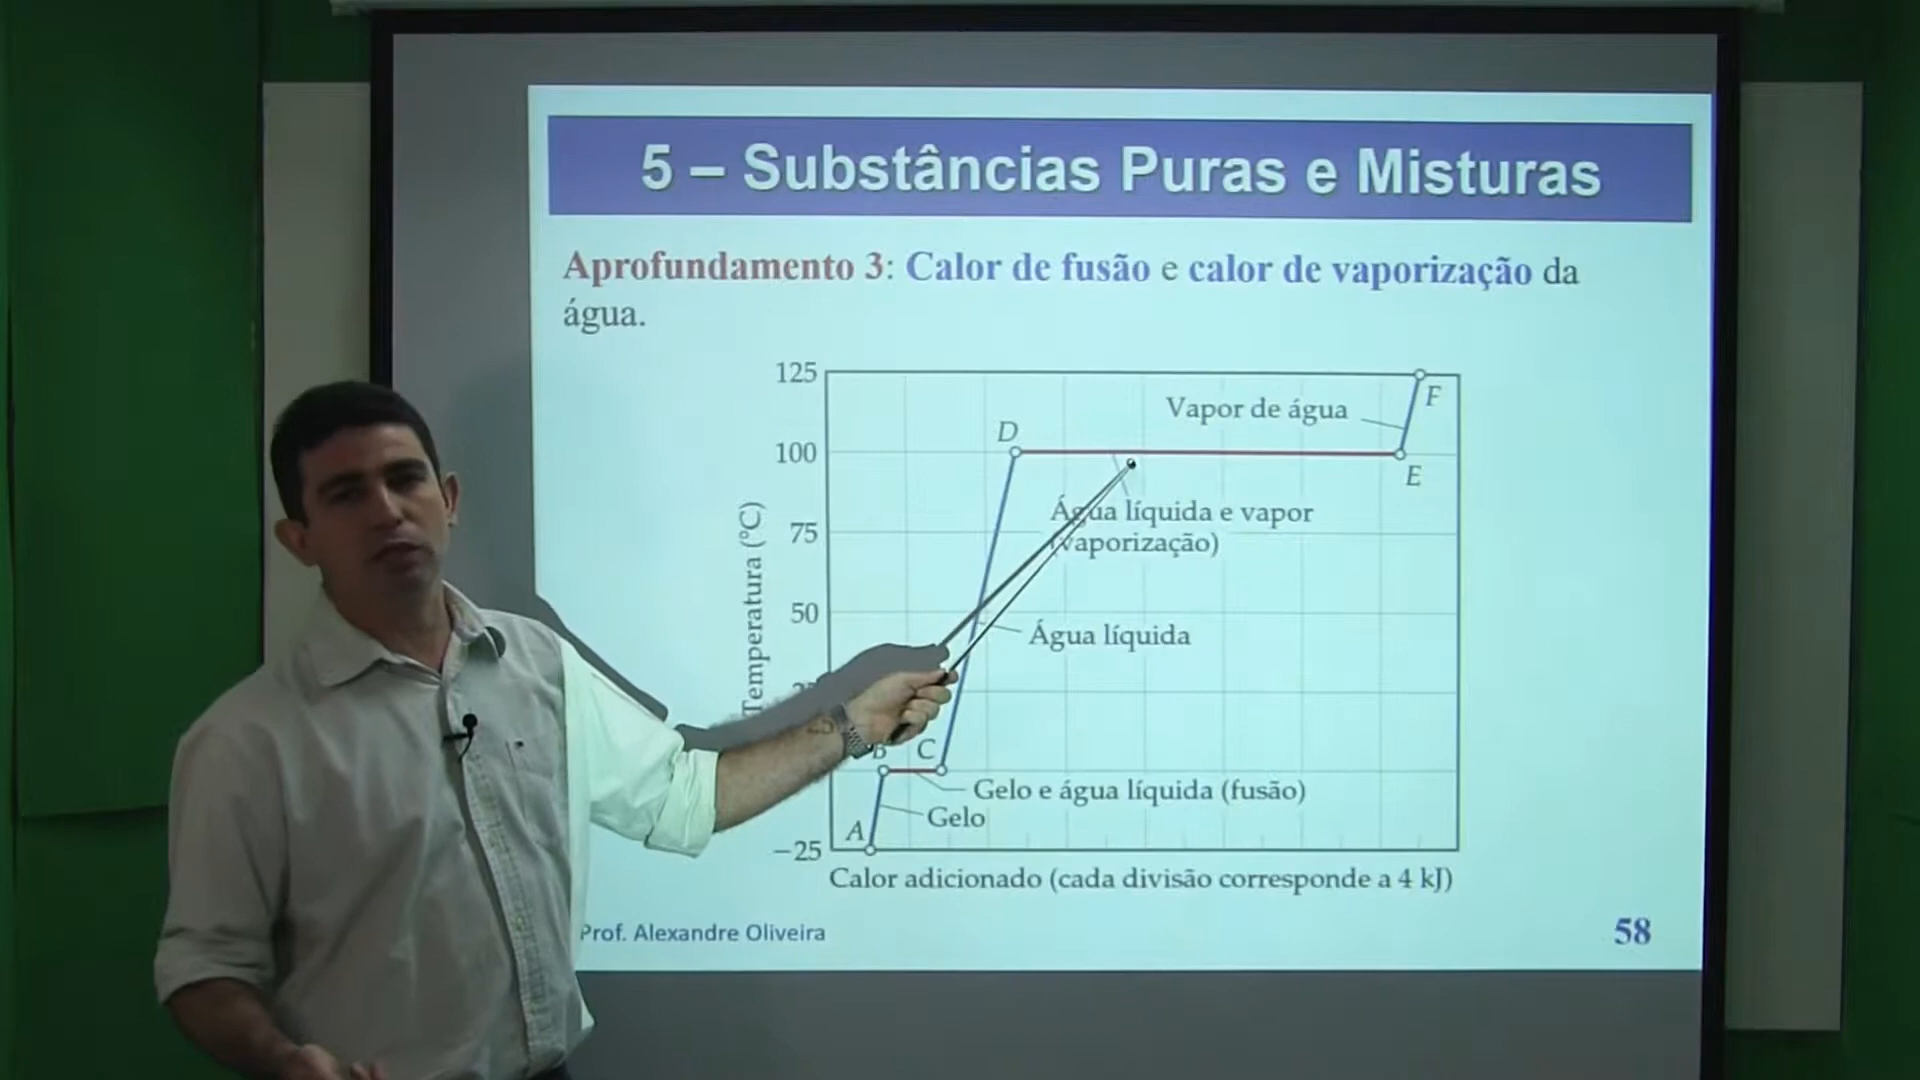 5 – Substâncias Puras e Misturas
Aprofundamento 3: Calor de fusão e calor de vaporização da
água.
125
100
75
50
25
−25
Temperatura (°C)
A
B
C
D
E
F
Vapor de água
Água líquida e vapor
(vaporização)
Água líquida
Gelo e água líquida (fusão)
Gelo
Calor adicionado (cada divisão corresponde a 4 kJ)
Prof. Alexandre Oliveira
58